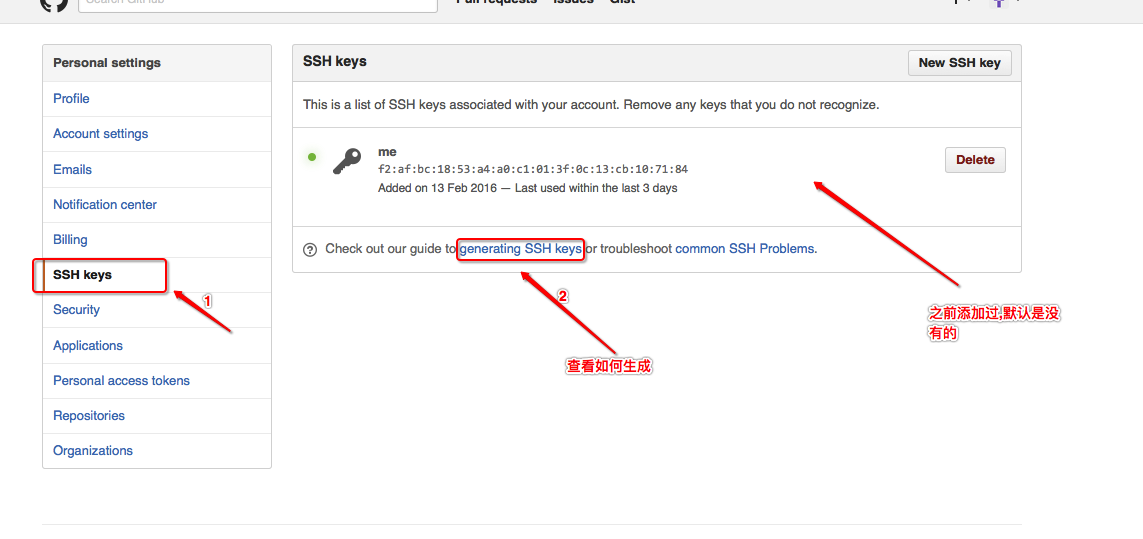 Search GitHub
Pull requests Issues Gist
Personal settings
Profile
Account settings
Emails
Notification center
Billing
SSH keys
Security
Applications
Personal access tokens
Repositories
Organizations
SSH keys
New SSH key
This is a list of SSH keys associated with your account. Remove any keys that you do not recognize.
me
f2:af:bc:18:53:a4:a0:c1:01:3f:0c:13:cb:10:71:84
Added on 13 Feb 2016 — Last used within the last 3 days
Delete
Check out our guide to generating SSH keys or troubleshoot common SSH Problems.
1
2
查看如何生成
之前添加过,默认是没
有的